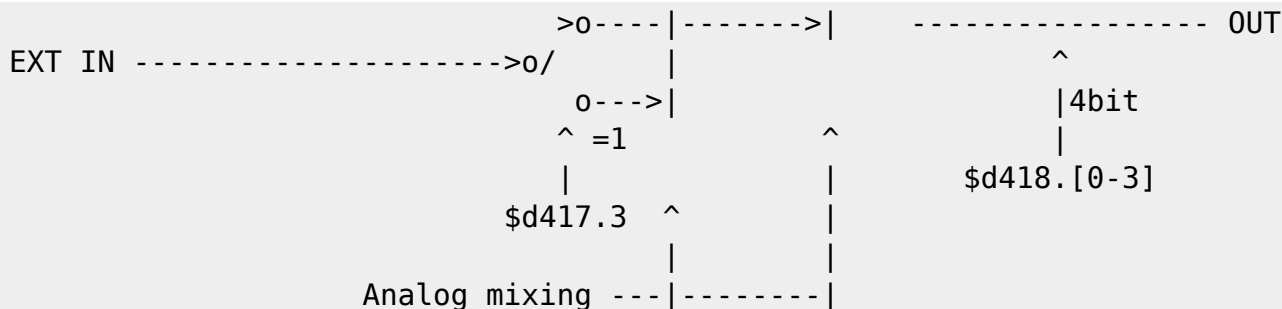 >o----|------->|    ----------------- OUT
EXT IN --------------------->o/       |                     ^
                                o--->|                      |4bit
                               ^ =1           ^             |
                               |              |       $d418.[0-3]
                            $d417.3  ^        |
                                     |        |
                    Analog mixing ---|--------|